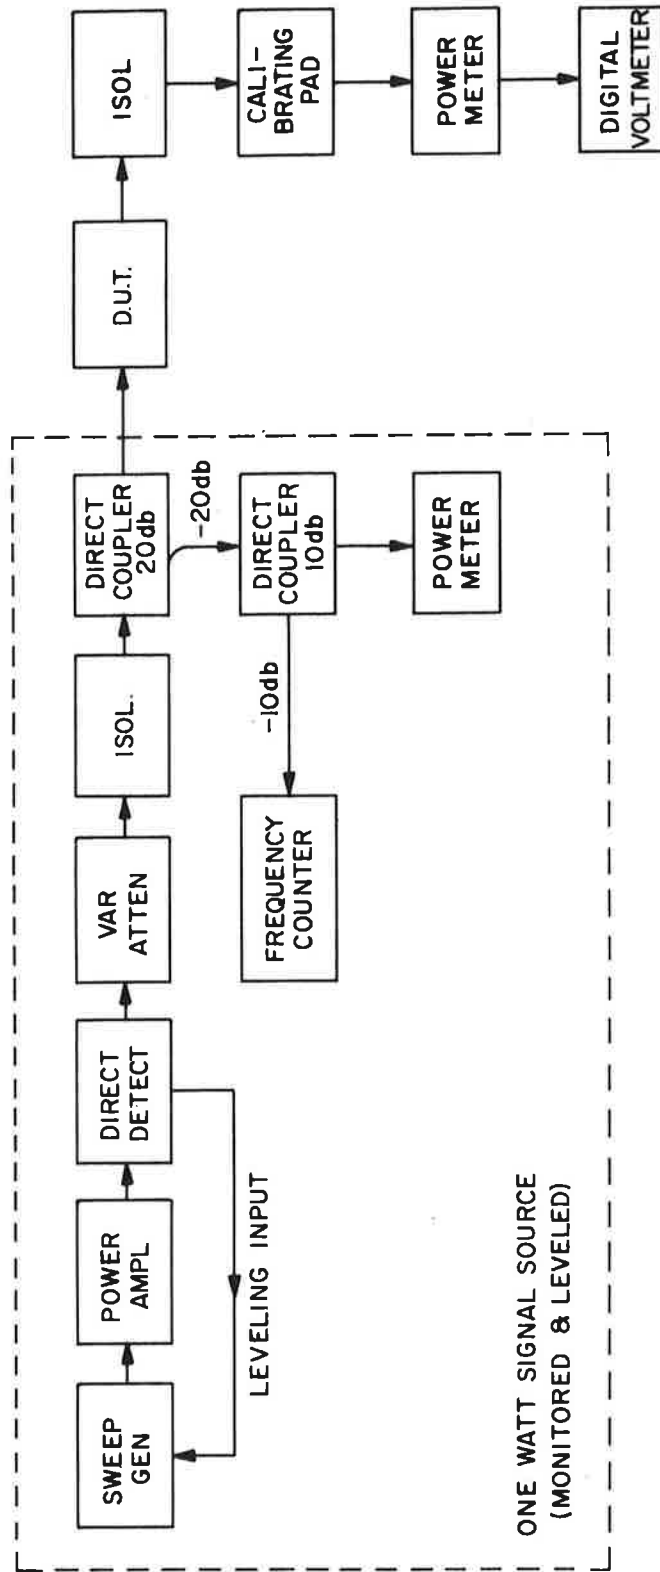 SWEEP
GEN
POWER
AMPL
DIRECT
DETECT
VAR
ATTEN
ISOL.
DIRECT
COUPLER
20db
D.U.T.
ISOL
LEVELING INPUT
-20db
FREQUENCY
COUNTER
-10db
DIRECT
COUPLER
10db
CALI-
BRATING
PAD
POWER
METER
POWER
METER
DIGITAL
VOLTMETER
ONE WATT SIGNAL SOURCE
(MONITORED & LEVELED)